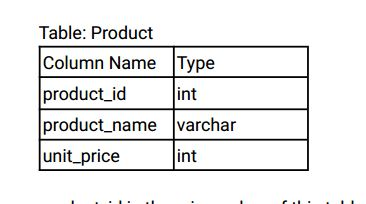 Table: Product
Column Name Type
product_id int
product_name varchar
unit_price int